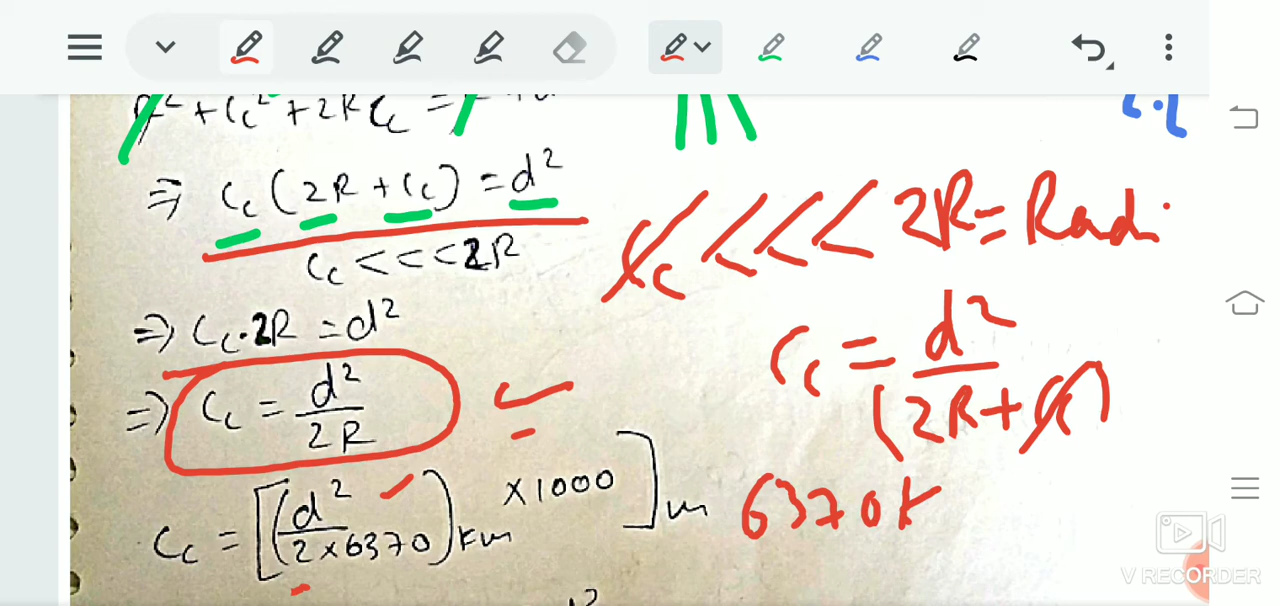 + Cc² + 2RCc =
⇒ Cc (2R + Cc) = d²
Cc <<< 2R
Cc <<<< 2R = Radi
⇒ Cc·2R = d²
Cc = d² / (2R + Cc)
⇒ Cc = d² / 2R
Cc = [(d² / 2×6370) km ×1000] m
6370 K
V RECORDER